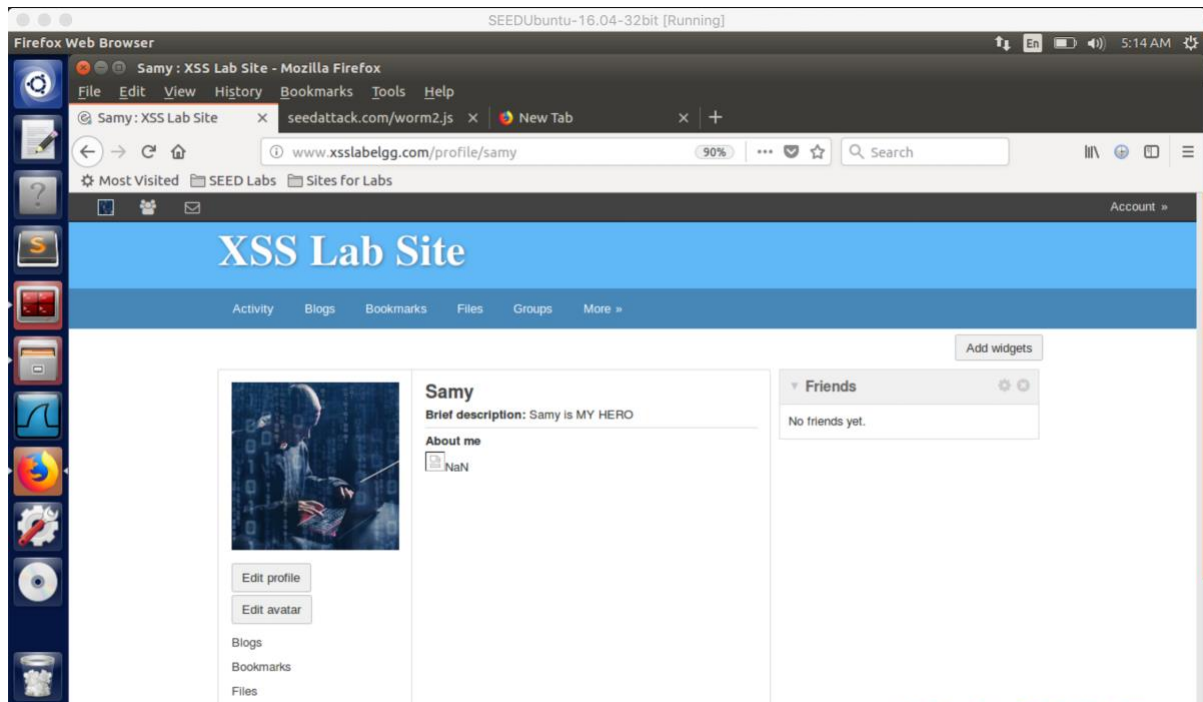 SEEDUbuntu-16.04-32bit [Running]
Firefox Web Browser
En
5:14 AM
Samy : XSS Lab Site - Mozilla Firefox
File Edit View History Bookmarks Tools Help
Samy : XSS Lab Site
seedattack.com/worm2.js
New Tab
www.xsslabelgg.com/profile/samy
90%
Search
Most Visited SEED Labs Sites for Labs
Account »
XSS Lab Site
Activity Blogs Bookmarks Files Groups More »
Add widgets
Samy
Brief description: Samy is MY HERO
About me
NaN
Friends
No friends yet.
Edit profile
Edit avatar
Blogs
Bookmarks
Files